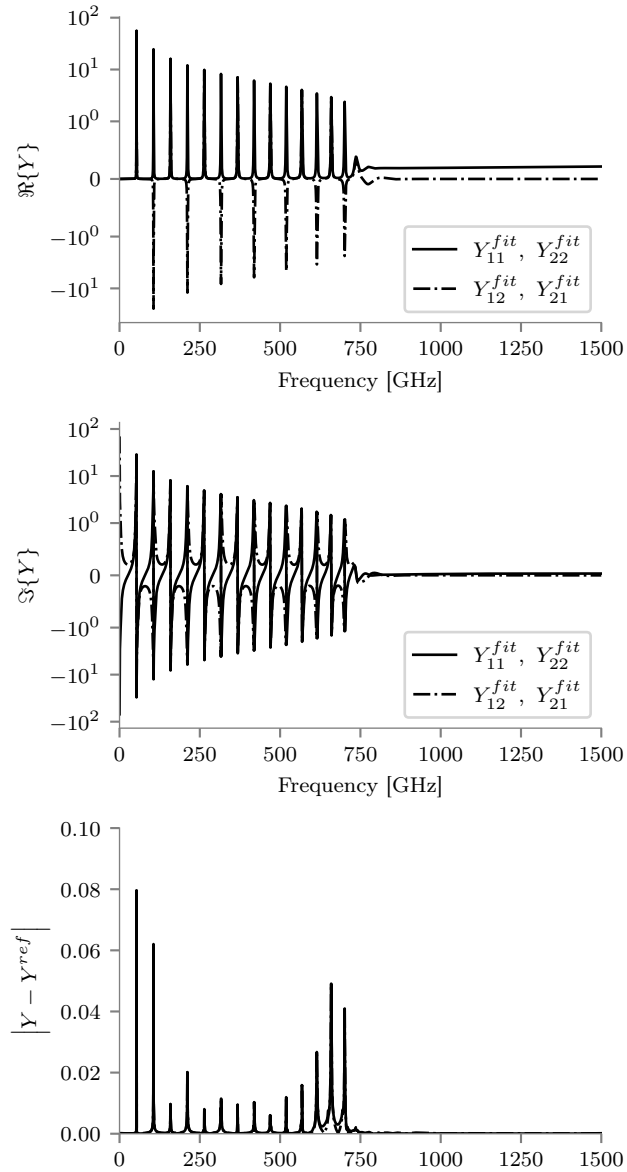 10^2
10^1
10^0
0
−10^0
−10^1
ℜ{Y}
Y_{11}^{fit}, Y_{22}^{fit}
Y_{12}^{fit}, Y_{21}^{fit}
0 250 500 750 1000 1250 1500
Frequency [GHz]
10^2
10^1
10^0
0
−10^0
−10^1
−10^2
ℑ{Y}
Y_{11}^{fit}, Y_{22}^{fit}
Y_{12}^{fit}, Y_{21}^{fit}
0 250 500 750 1000 1250 1500
Frequency [GHz]
0.10
0.08
0.06
0.04
0.02
0.00
|Y − Y^{ref}|
0 250 500 750 1000 1250 1500